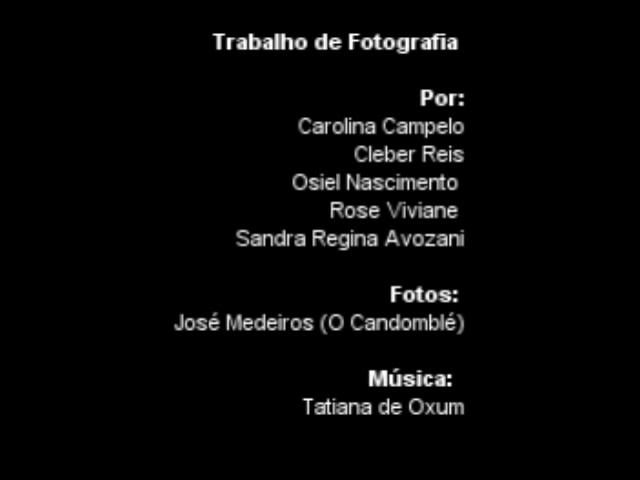 Trabalho de Fotografia
Por:
Carolina Campelo
Cleber Reis
Osiel Nascimento
Rose Viviane
Sandra Regina Avozani
Fotos:
José Medeiros (O Candomblé)
Música:
Tatiana de Oxum